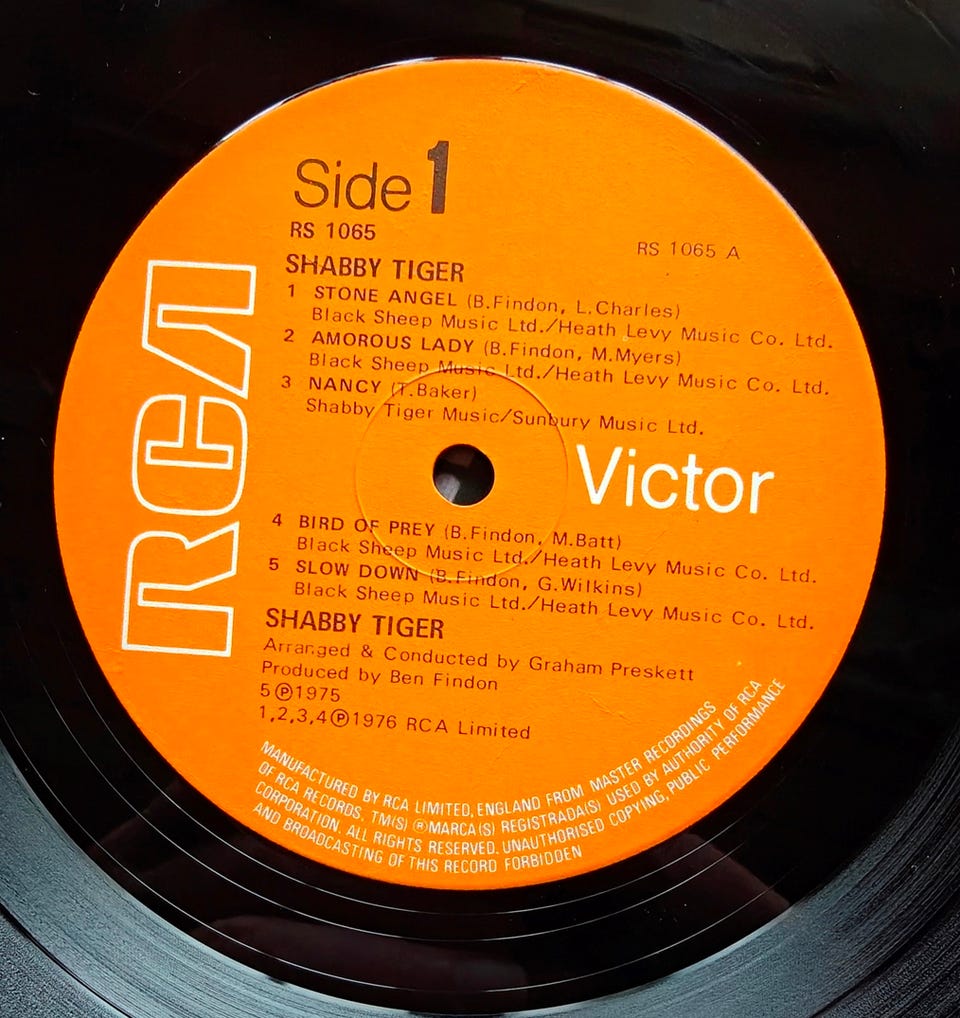 Side 1
RS 1065
RS 1065 A
SHABBY TIGER
1 STONE ANGEL (B.Findon, L.Charles)
Black Sheep Music Ltd./Heath Levy Music Co. Ltd.
2 AMOROUS LADY (B.Findon, M.Myers)
Black Sheep Music Ltd./Heath Levy Music Co. Ltd.
3 NANCY (T.Baker)
Shabby Tiger Music/Sunbury Music Ltd.
RCA
Victor
4 BIRD OF PREY (B.Findon, M.Batt)
Black Sheep Music Ltd./Heath Levy Music Co. Ltd.
5 SLOW DOWN (B.Findon, G.Wilkins)
Black Sheep Music Ltd./Heath Levy Music Co. Ltd.
SHABBY TIGER
Arranged & Conducted by Graham Preskett
Produced by Ben Findon
5 ℗ 1975
1,2,3,4 ℗ 1976 RCA Limited
MANUFACTURED BY RCA LIMITED, ENGLAND FROM MASTER RECORDINGS
OF RCA RECORDS. TM(S) ® MARCA(S) REGISTRADA(S) USED BY AUTHORITY OF RCA
CORPORATION. ALL RIGHTS RESERVED. UNAUTHORISED COPYING, PUBLIC PERFORMANCE
AND BROADCASTING OF THIS RECORD FORBIDDEN